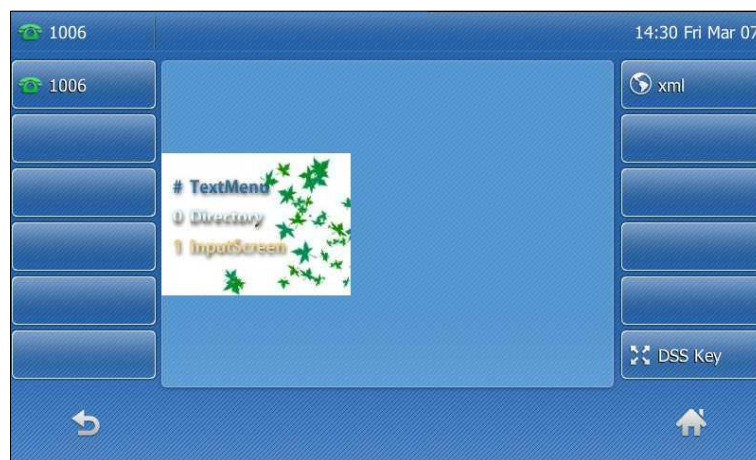 1006
14:30 Fri Mar 07
1006
xml
# TextMenu
0 Directory
1 InputScreen
DSS Key